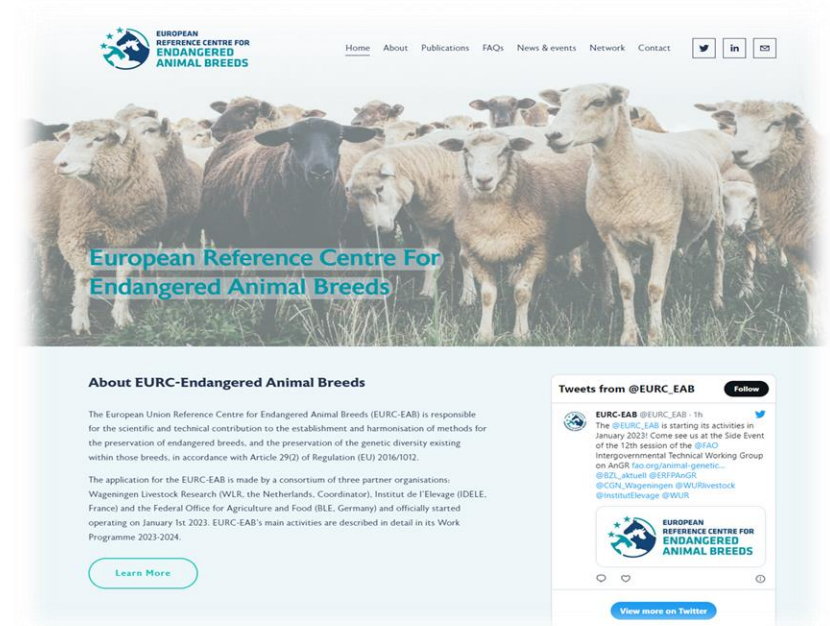 EUROPEAN
REFERENCE CENTRE FOR
ENDANGERED
ANIMAL BREEDS
Home About Publications FAQs News & events Network Contact
European Reference Centre For
Endangered Animal Breeds
About EURC-Endangered Animal Breeds
The European Union Reference Centre for Endangered Animal Breeds (EURC-EAB) is responsible
for the scientific and technical contribution to the establishment and harmonisation of methods for
the preservation of endangered breeds, and the preservation of the genetic diversity existing
within those breeds, in accordance with Article 29(2) of Regulation (EU) 2016/1012.
The application for the EURC-EAB is made by a consortium of three partner organisations:
Wageningen Livestock Research (WLR, the Netherlands, Coordinator), Institut de l'Elevage (IDELE,
France) and the Federal Office for Agriculture and Food (BLE, Germany) and officially started
operating on January 1st 2023. EURC-EAB's main activities are described in detail in its Work
Programme 2023-2024.
Learn More
Tweets from @EURC_EAB
Follow
EURC-EAB @EURC_EAB · 1h
The @EURC_EAB is starting its activities in
January 2023! Come see us at the Side Event
of the 12th session of the @FAO
Intergovernmental Technical Working Group
on AnGR fao.org/animal-genetic...
@BZL_aktuell @ERFPAnGR
@CGN_Wageningen @WURlivestock
@InstitutElevage @WUR
EUROPEAN
REFERENCE CENTRE FOR
ENDANGERED
ANIMAL BREEDS
View more on Twitter